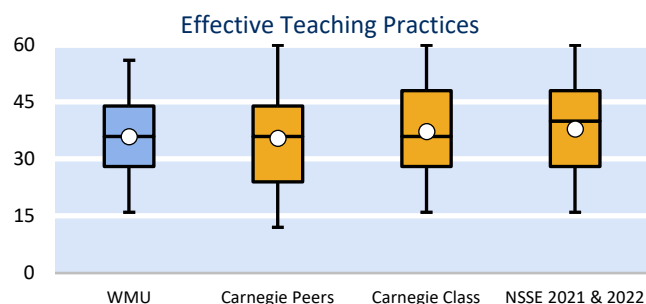 Effective Teaching Practices
60
45
30
15
0
WMU Carnegie Peers Carnegie Class NSSE 2021 & 2022